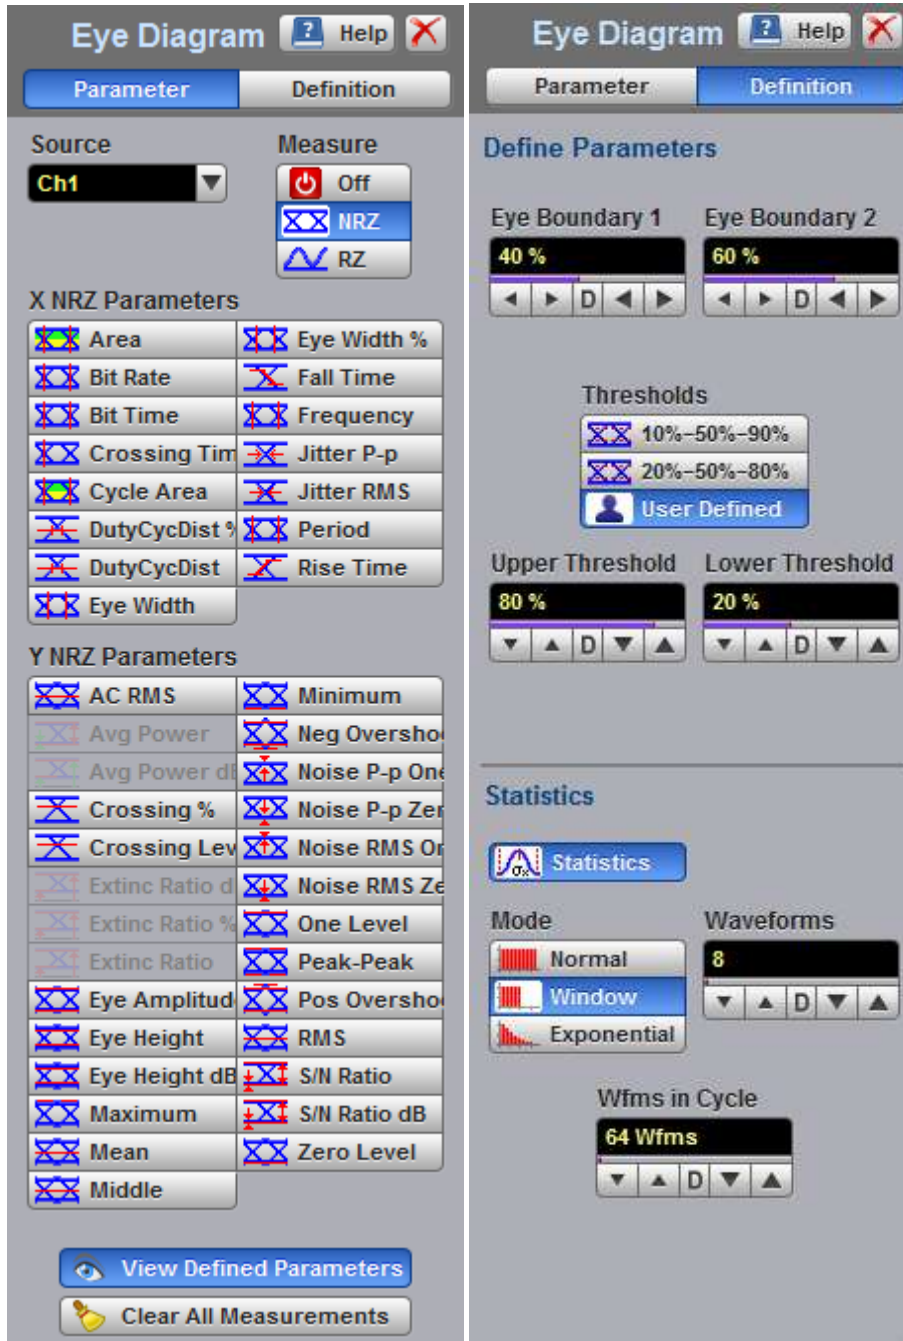 Eye Diagram ? Help
Parameter Definition
Source Measure
Ch1
Off
NRZ
RZ
X NRZ Parameters
Area Eye Width %
Bit Rate Fall Time
Bit Time Frequency
Crossing Tim Jitter P-p
Cycle Area Jitter RMS
DutyCycDist % Period
DutyCycDist Rise Time
Eye Width
Y NRZ Parameters
AC RMS Minimum
Avg Power Neg Oversho
Avg Power dB Noise P-p One
Crossing % Noise P-p Zer
Crossing Lev Noise RMS On
Extinc Ratio d Noise RMS Ze
Extinc Ratio % One Level
Extinc Ratio Peak-Peak
Eye Amplitud Pos Oversho
Eye Height RMS
Eye Height dB S/N Ratio
Maximum S/N Ratio dB
Mean Zero Level
Middle
View Defined Parameters
Clear All Measurements
Eye Diagram ? Help
Parameter Definition
Define Parameters
Eye Boundary 1 Eye Boundary 2
40 % 60 %
D D
Thresholds
10%-50%-90%
20%-50%-80%
User Defined
Upper Threshold Lower Threshold
80 % 20 %
D D
Statistics
σx Statistics
Mode Waveforms
Normal 8
Window D
Exponential
Wfms in Cycle
64 Wfms
D